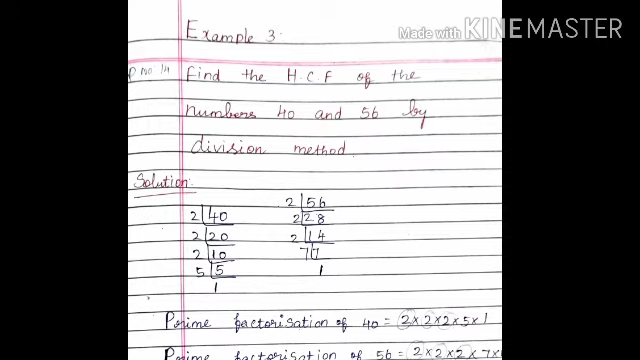 Example 3.
Made with KINEMASTER
P NO 14 Find the H.C F of the
numbers 40 and 56 by
division method
Solution:
2 56
2 40 2 28
2 20 2 14
2 10 7 7
5 5 1
1
Prime factorisation of 40 = 2×2×2×5×1
Prime factorisation of 56 = 2×2×2×7×